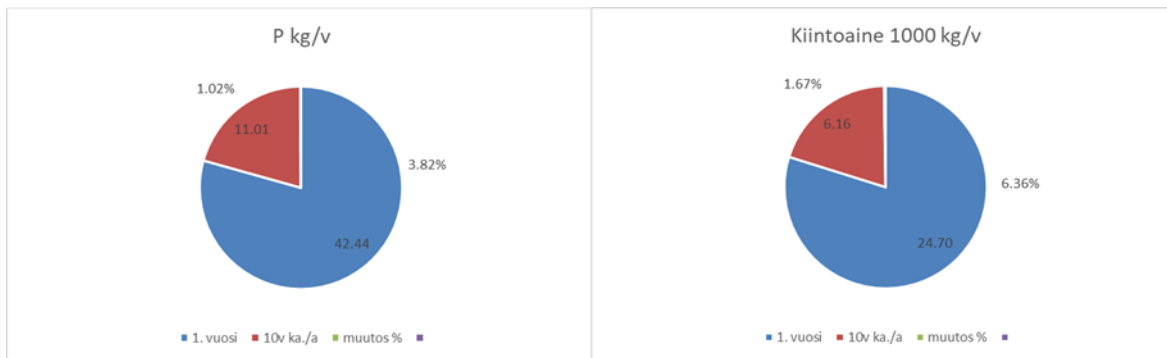 P kg/v
1.02%
11.01
3.82%
42.44
1. vuosi 10v ka./a muutos %
Kiintoaine 1000 kg/v
1.67%
6.16
6.36%
24.70
1. vuosi 10v ka./a muutos %